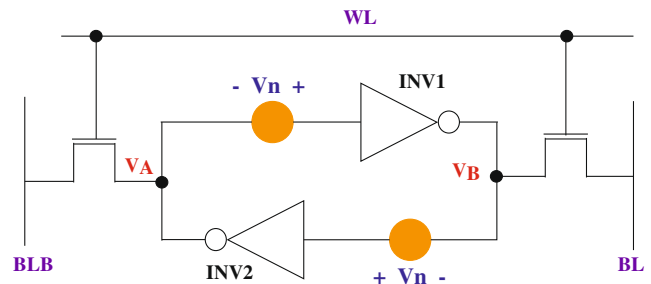 WL
- Vn +
INV1
VA
VB
BLB
INV2
+ Vn -
BL